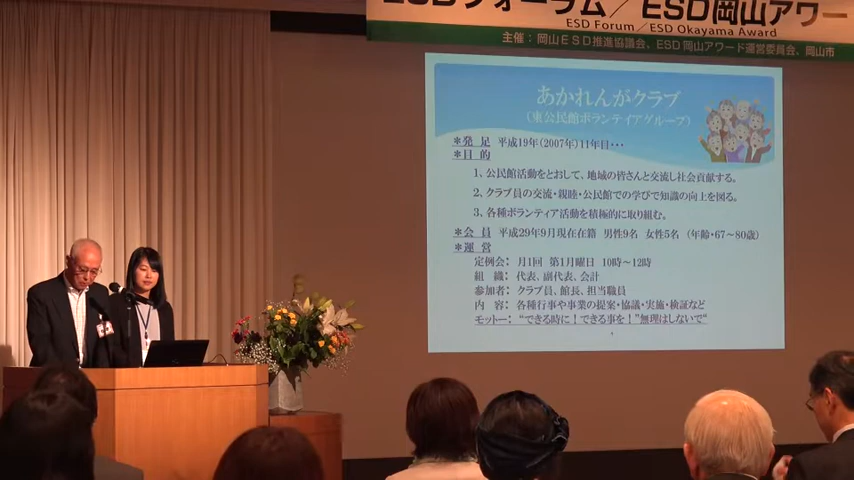 ESDフォーラム／ESD岡山アワー
ESD Forum／ESD Okayama Award
主催：岡山ESD推進協議会、ESD岡山アワード運営委員会、岡山市
あかれんがクラブ
（東公民館ボランティアグループ）
＊発 足 平成19年(2007年)11年目･･･
＊目 的
1、公民館活動をとおして、地域の皆さんと交流し社会貢献する。
2、クラブ員の交流・親睦・公民館での学びで知識の向上を図る。
3、各種ボランティア活動を積極的に取り組む。
＊会 員 平成29年9月現在在籍 男性9名 女性5名 （年齢・67～80歳）
＊運 営
定例会： 月1回 第1月曜日 10時～12時
組 織： 代表、副代表、会計
参加者： クラブ員、館長、担当職員
内 容： 各種行事や事業の提案・協議・実施・検証など
モットー： “できる時に！できる事を！”無理はしないで“